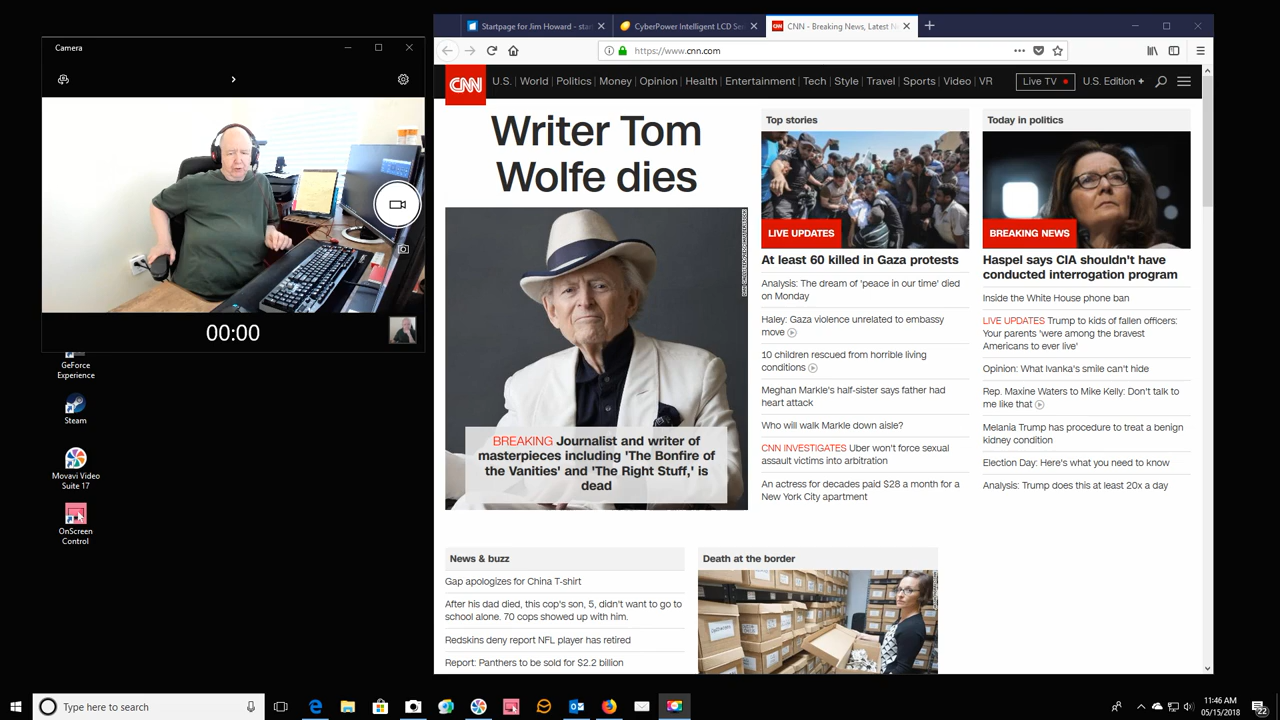 Camera
00:00
GeForce
Experience
Steam
Movavi Video
Suite 17
OnScreen
Control
Startpage for Jim Howard - star
CyberPower Intelligent LCD Ser
CNN - Breaking News, Latest N
https://www.cnn.com
CNN
U.S. World Politics Money Opinion Health Entertainment Tech Style Travel Sports Video VR
Live TV
U.S. Edition +
Writer Tom
Wolfe dies
BREAKING Journalist and writer of
masterpieces including 'The Bonfire of
the Vanities' and 'The Right Stuff,' is
dead
Top stories
LIVE UPDATES
At least 60 killed in Gaza protests
Analysis: The dream of 'peace in our time' died
on Monday
Haley: Gaza violence unrelated to embassy
move
10 children rescued from horrible living
conditions
Meghan Markle's half-sister says father had
heart attack
Who will walk Markle down aisle?
CNN INVESTIGATES Uber won't force sexual
assault victims into arbitration
An actress for decades paid $28 a month for a
New York City apartment
Today in politics
BREAKING NEWS
Haspel says CIA shouldn't have
conducted interrogation program
Inside the White House phone ban
LIVE UPDATES Trump to kids of fallen officers:
Your parents 'were among the bravest
Americans to ever live'
Opinion: What Ivanka's smile can't hide
Rep. Maxine Waters to Mike Kelly: Don't talk to
me like that
Melania Trump has procedure to treat a benign
kidney condition
Election Day: Here's what you need to know
Analysis: Trump does this at least 20x a day
News & buzz
Gap apologizes for China T-shirt
After his dad died, this cop's son, 5, didn't want to go to
school alone. 70 cops showed up with him.
Redskins deny report NFL player has retired
Report: Panthers to be sold for $2.2 billion
Death at the border
Type here to search
11:46 AM
05/15/2018
22